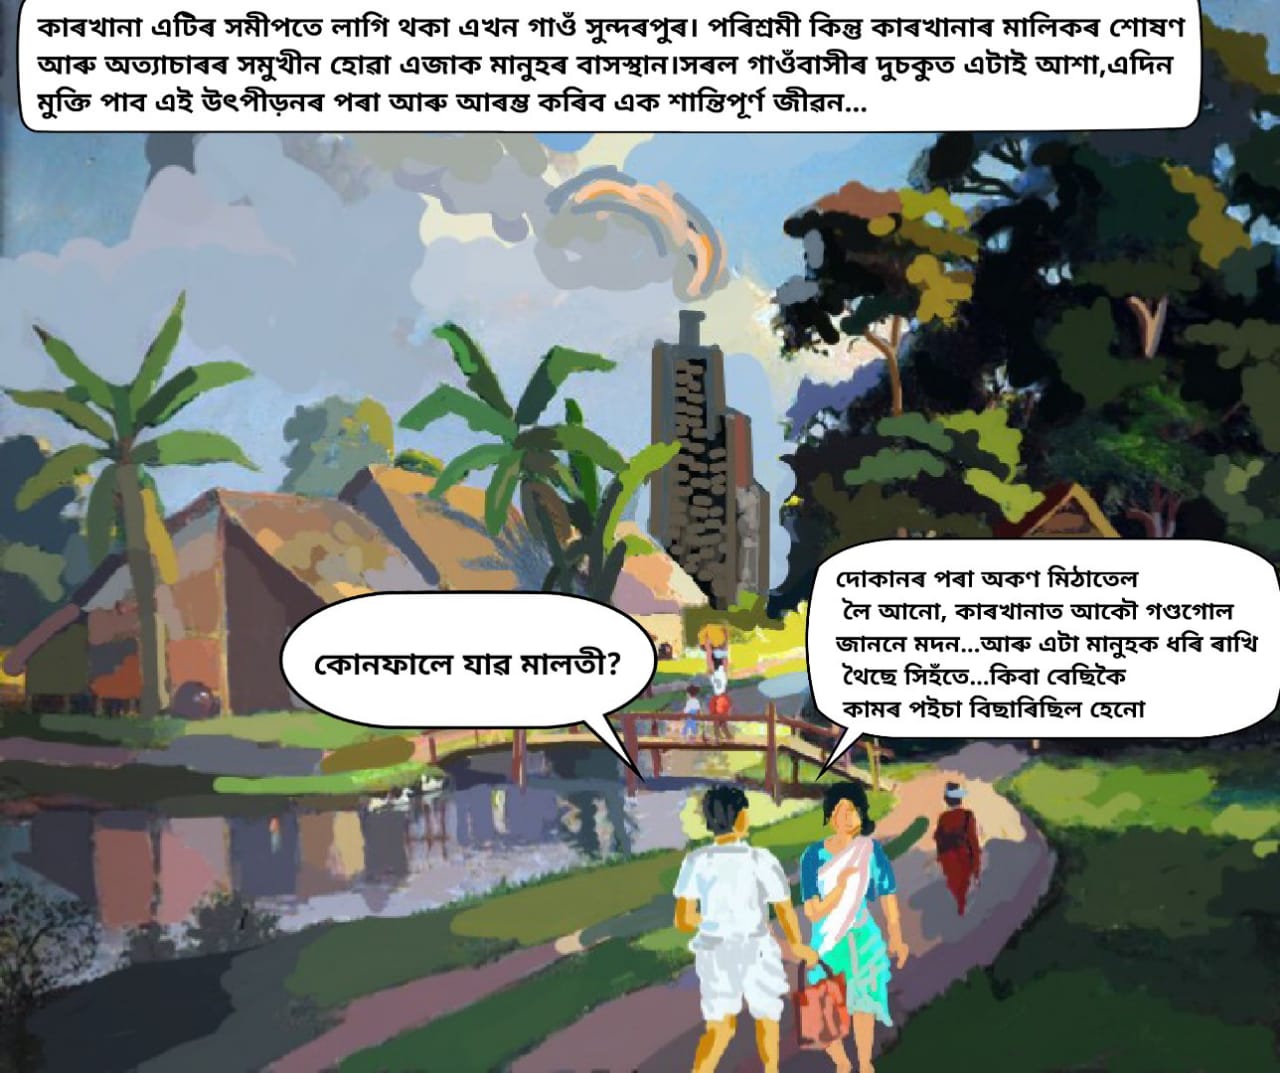 কাৰখানা এটিৰ সমীপতে লাগি থকা এখন গাওঁ সুন্দৰপুৰ। পৰিশ্ৰমী কিন্তু কাৰখানাৰ মালিকৰ শোষণ
আৰু অত্যাচাৰৰ সমুখীন হোৱা এজাক মানুহৰ বাসস্থান।সৰল গাওঁবাসীৰ দুচকুত এটাই আশা,এদিন
মুক্তি পাব এই উৎপীড়নৰ পৰা আৰু আৰম্ভ কৰিব এক শান্তিপূৰ্ণ জীৱন...
কোনফালে যাৱ মালতী?
দোকানৰ পৰা অকণ মিঠাতেল
লৈ আনো, কাৰখানাত আকৌ গণ্ডগোল
জাননে মদন...আৰু এটা মানুহক ধৰি ৰাখি
থৈছে সিহঁতে...কিবা বেছিকৈ
কামৰ পইচা বিছাৰিছিল হেনো